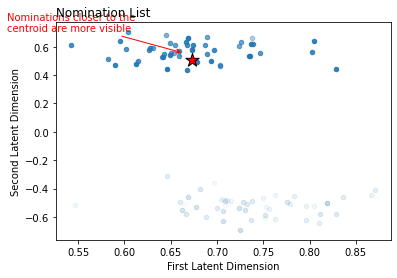 Nomination List
Nominations closer to the
centroid are more visible
Second Latent Dimension
0.6
0.4
0.2
0.0
−0.2
−0.4
−0.6
0.55
0.60
0.65
0.70
0.75
0.80
0.85
First Latent Dimension